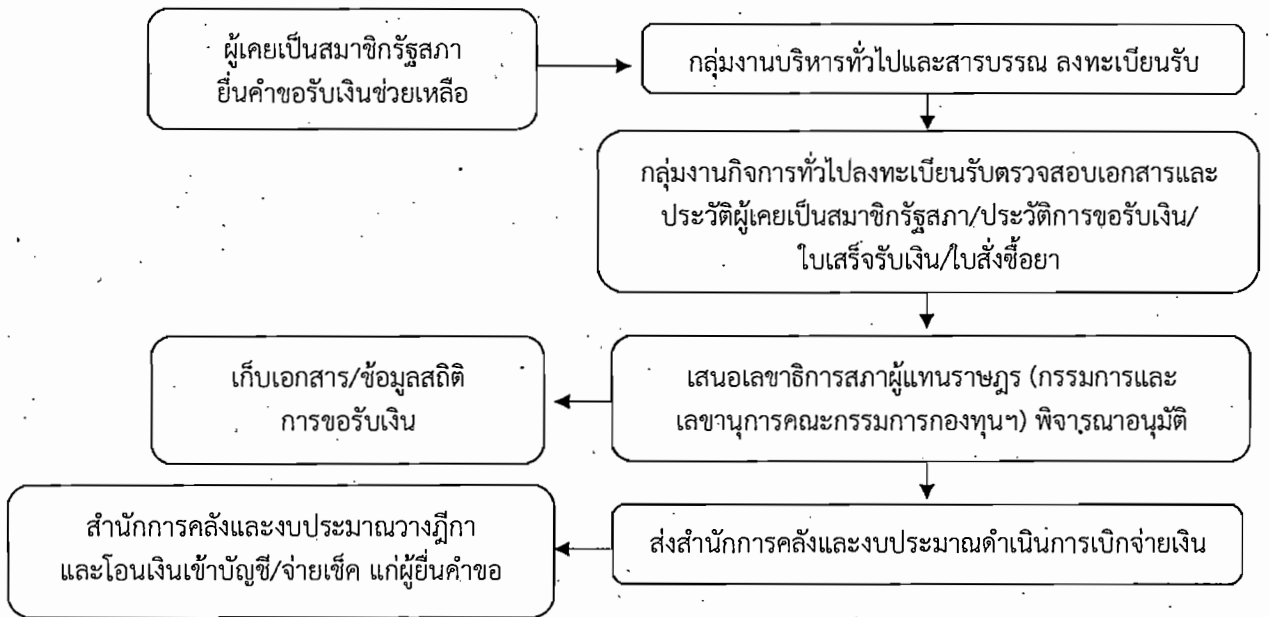 ผู้เคยเป็นสมาชิกรัฐสภา
ยื่นคำขอรับเงินช่วยเหลือ
กลุ่มงานบริหารทั่วไปและสารบรรณ ลงทะเบียนรับ
กลุ่มงานกิจการทั่วไปลงทะเบียนรับตรวจสอบเอกสารและ
ประวัติผู้เคยเป็นสมาชิกรัฐสภา/ประวัติการขอรับเงิน/
ใบเสร็จรับเงิน/ใบสั่งซื้อยา
เสนอเลขาธิการสภาผู้แทนราษฎร (กรรมการและ
เลขานุการคณะกรรมการกองทุนฯ) พิจารณาอนุมัติ
เก็บเอกสาร/ข้อมูลสถิติ
การขอรับเงิน
ส่งสำนักการคลังและงบประมาณดำเนินการเบิกจ่ายเงิน
สำนักการคลังและงบประมาณวางฎีกา
และโอนเงินเข้าบัญชี/จ่ายเช็ค แก่ผู้ยื่นคำขอ